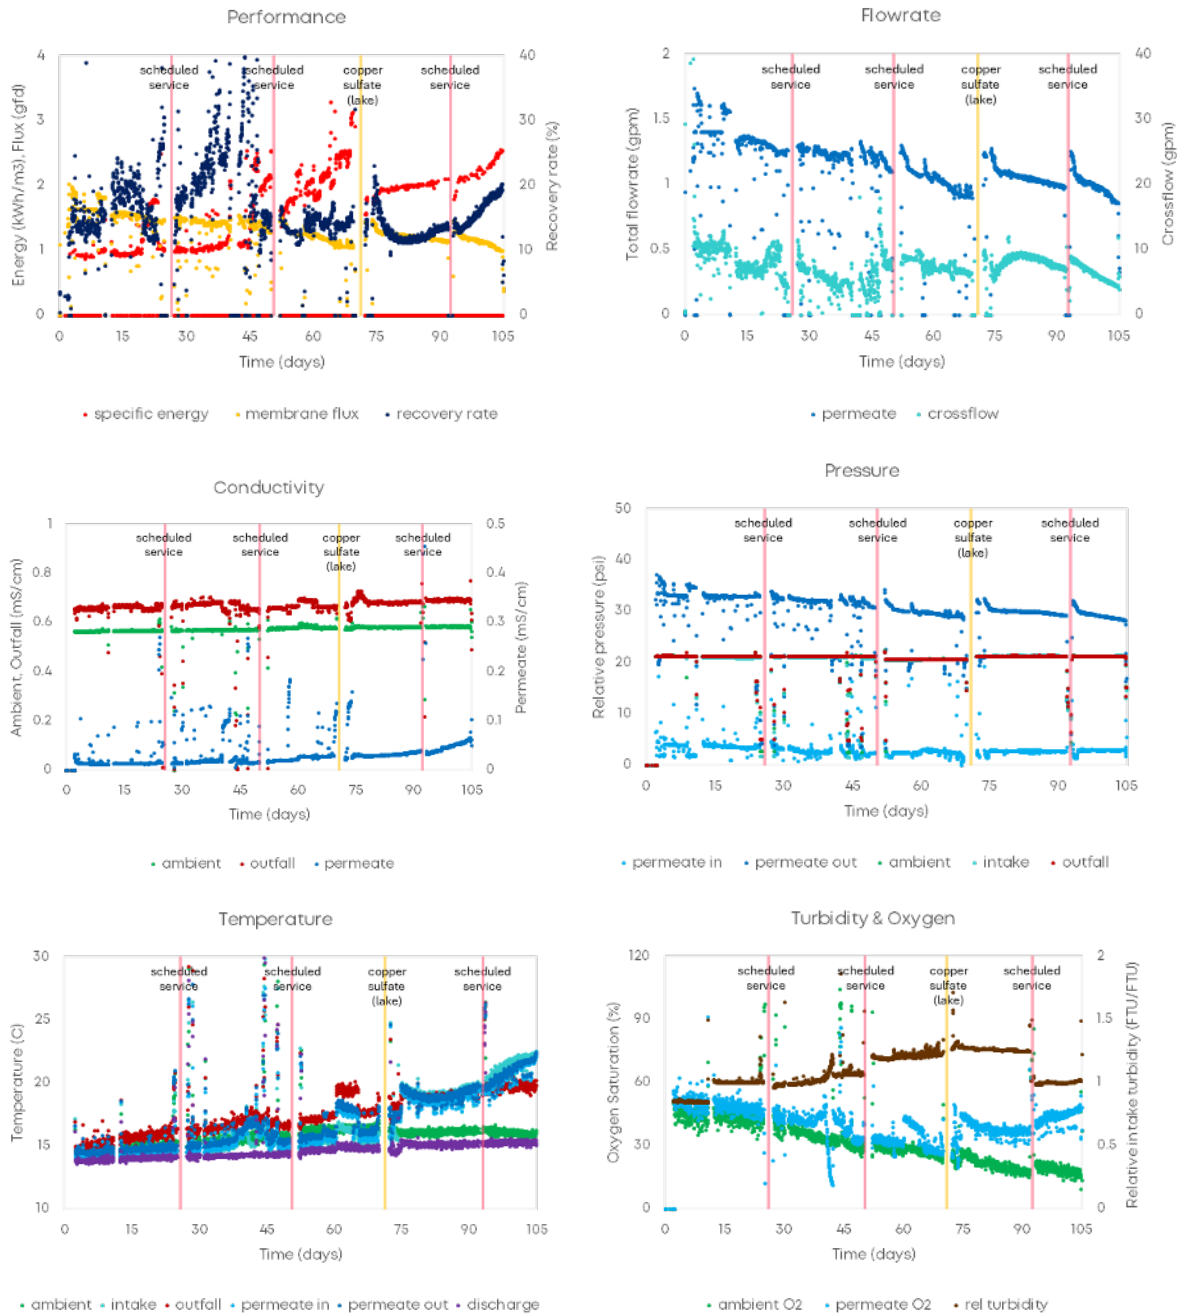 Performance
Energy (kWh/m3), Flux (gfd)
Recovery rate (%)
4
3
2
1
0
40
30
20
10
0
scheduled service
scheduled service
copper sulfate (lake)
scheduled service
0 15 30 45 60 75 90 105
Time (days)
specific energy membrane flux recovery rate
Flowrate
Total flowrate (gpm)
Crossflow (gpm)
2
1.5
1
0.5
0
40
30
20
10
0
scheduled service
scheduled service
copper sulfate (lake)
scheduled service
0 15 30 45 60 75 90 105
Time (days)
permeate crossflow
Conductivity
Ambient, Outfall (mS/cm)
Permeate (mS/cm)
1
0.8
0.6
0.4
0.2
0
0.5
0.4
0.3
0.2
0.1
0
scheduled service
scheduled service
copper sulfate (lake)
scheduled service
0 15 30 45 60 75 90 105
Time (days)
ambient outfall permeate
Pressure
Relative pressure (psi)
50
40
30
20
10
0
scheduled service
scheduled service
copper sulfate (lake)
scheduled service
0 15 30 45 60 75 90 105
Time (days)
permeate in permeate out ambient intake outfall
Temperature
Temperature (C)
30
25
20
15
10
scheduled service
scheduled service
copper sulfate (lake)
scheduled service
0 15 30 45 60 75 90 105
Time (days)
ambient intake outfall permeate in permeate out discharge
Turbidity & Oxygen
Oxygen Saturation (%)
Relative intake turbidity (FTU/FTU)
120
90
60
30
0
2
1.5
1
0.5
0
scheduled service
scheduled service
copper sulfate (lake)
scheduled service
0 15 30 45 60 75 90 105
Time (days)
ambient O2 permeate O2 rel turbidity